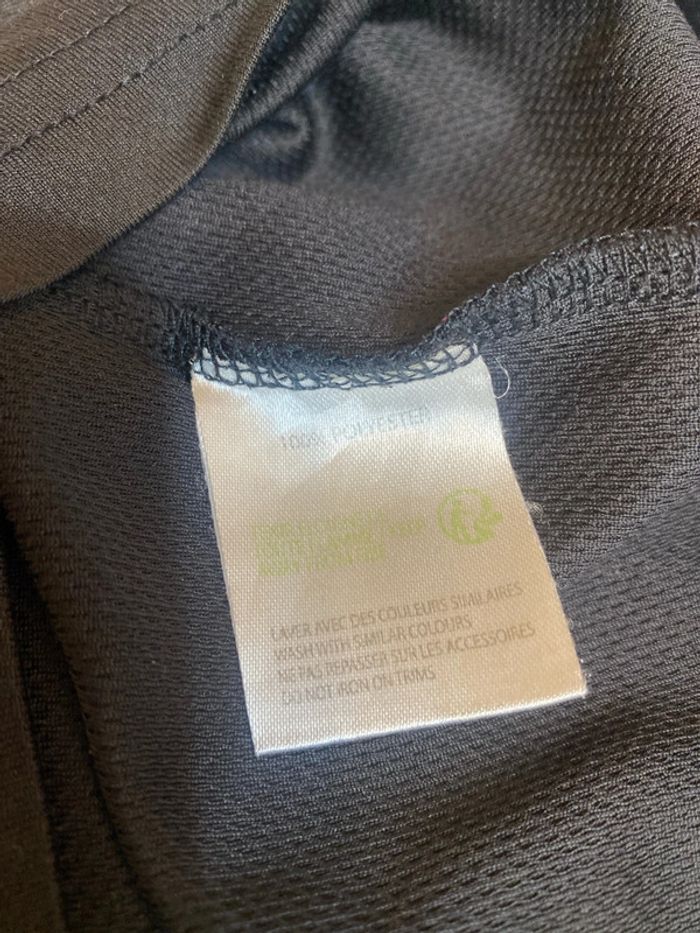 100% POLYESTER
LAVER AVEC DES COULEURS SIMILAIRES
WASH WITH SIMILAR COLOURS
NE PAS REPASSER SUR LES ACCESSOIRES
DO NOT IRON ON TRIMS